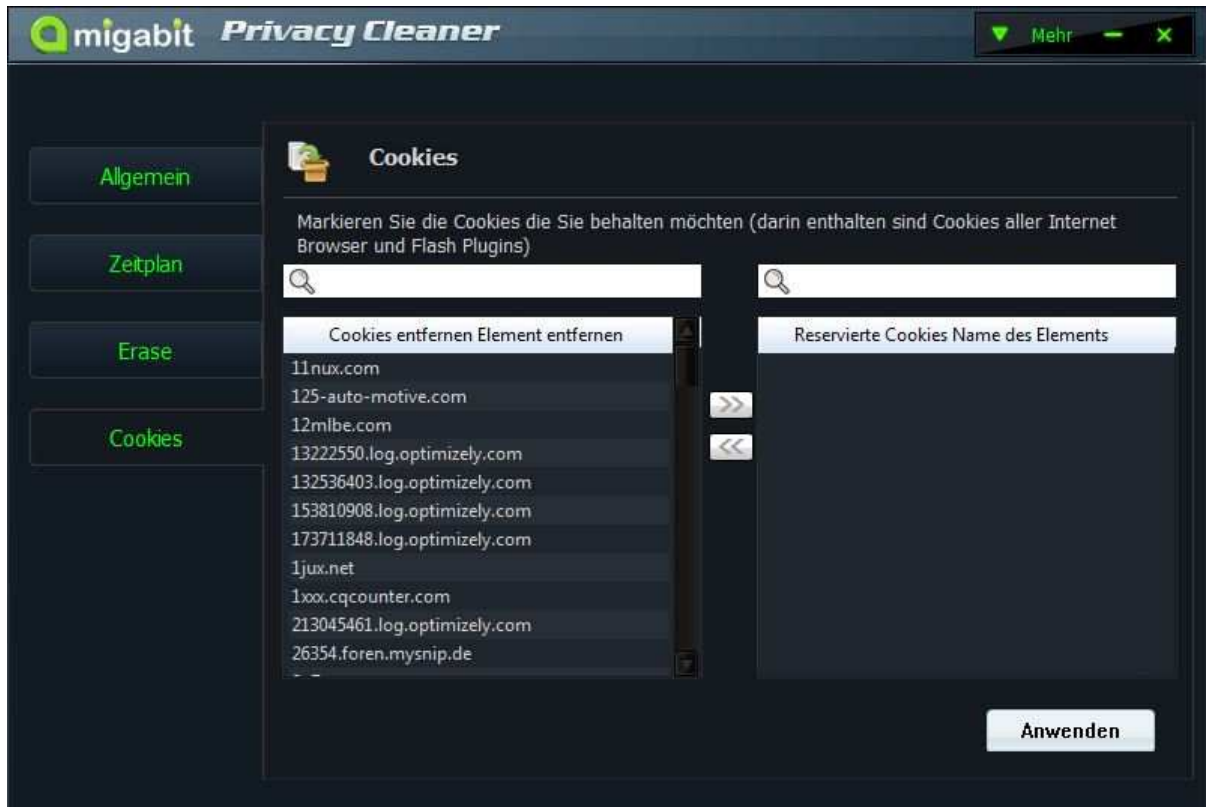 amigabit Privacy Cleaner
Mehr
Allgemein
Zeitplan
Erase
Cookies
Cookies
Markieren Sie die Cookies die Sie behalten möchten (darin enthalten sind Cookies aller Internet
Browser und Flash Plugins)
Cookies entfernen Element entfernen
Reservierte Cookies Name des Elements
11nux.com
125-auto-motive.com
12mlbe.com
13222550.log.optimizely.com
132536403.log.optimizely.com
153810908.log.optimizely.com
173711848.log.optimizely.com
1jux.net
1xxx.cqcounter.com
213045461.log.optimizely.com
26354.foren.mysnip.de
>>
<<
Anwenden